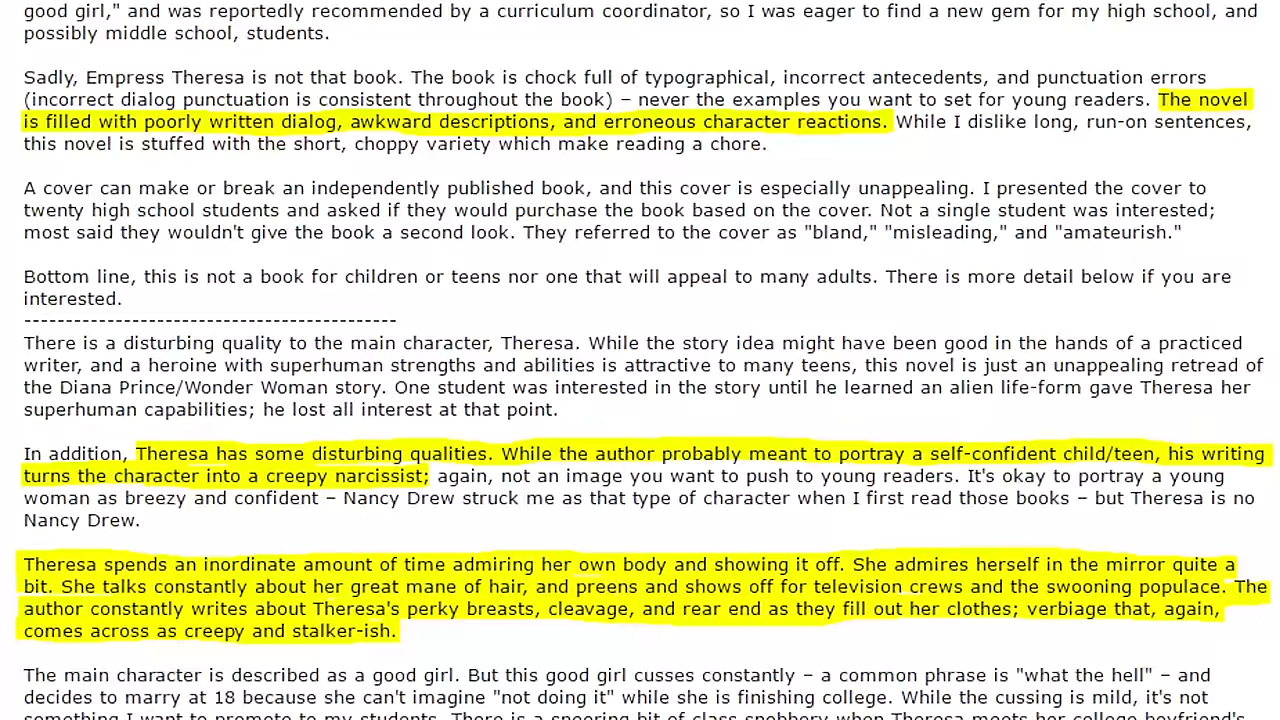 good girl," and was reportedly recommended by a curriculum coordinator, so I was eager to find a new gem for my high school, and
possibly middle school, students.
Sadly, Empress Theresa is not that book. The book is chock full of typographical, incorrect antecedents, and punctuation errors
(incorrect dialog punctuation is consistent throughout the book) – never the examples you want to set for young readers. The novel
is filled with poorly written dialog, awkward descriptions, and erroneous character reactions. While I dislike long, run-on sentences,
this novel is stuffed with the short, choppy variety which make reading a chore.
A cover can make or break an independently published book, and this cover is especially unappealing. I presented the cover to
twenty high school students and asked if they would purchase the book based on the cover. Not a single student was interested;
most said they wouldn't give the book a second look. They referred to the cover as "bland," "misleading," and "amateurish."
Bottom line, this is not a book for children or teens nor one that will appeal to many adults. There is more detail below if you are
interested.
--------------------------------------------
There is a disturbing quality to the main character, Theresa. While the story idea might have been good in the hands of a practiced
writer, and a heroine with superhuman strengths and abilities is attractive to many teens, this novel is just an unappealing retread of
the Diana Prince/Wonder Woman story. One student was interested in the story until he learned an alien life-form gave Theresa her
superhuman capabilities; he lost all interest at that point.
In addition, Theresa has some disturbing qualities. While the author probably meant to portray a self-confident child/teen, his writing
turns the character into a creepy narcissist; again, not an image you want to push to young readers. It's okay to portray a young
woman as breezy and confident – Nancy Drew struck me as that type of character when I first read those books – but Theresa is no
Nancy Drew.
Theresa spends an inordinate amount of time admiring her own body and showing it off. She admires herself in the mirror quite a
bit. She talks constantly about her great mane of hair, and preens and shows off for television crews and the swooning populace. The
author constantly writes about Theresa's perky breasts, cleavage, and rear end as they fill out her clothes; verbiage that, again,
comes across as creepy and stalker-ish.
The main character is described as a good girl. But this good girl cusses constantly – a common phrase is "what the hell" – and
decides to marry at 18 because she can't imagine "not doing it" while she is finishing college. While the cussing is mild, it's not
something I want to promote to my students. There is a sneering bit of class snobbery when Theresa meets her college boyfriend's